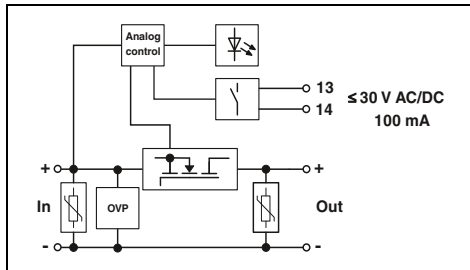 Analog
control
13
14
≤ 30 V AC/DC
100 mA
+
+
In
OVP
Out
-
-